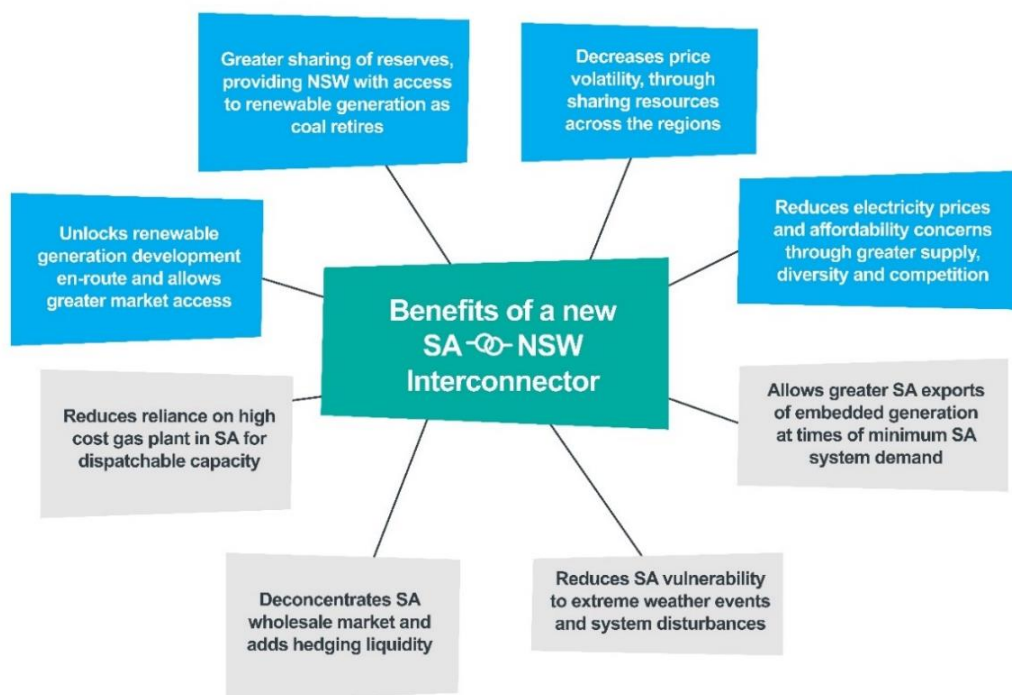 Greater sharing of reserves,
providing NSW with access
to renewable generation as
coal retires
Decreases price
volatility, through
sharing resources
across the regions
Unlocks renewable
generation development
en-route and allows
greater market access
Reduces electricity prices
and affordability concerns
through greater supply,
diversity and competition
Benefits of a new
SA NSW
Interconnector
Reduces reliance on high
cost gas plant in SA for
dispatchable capacity
Allows greater SA exports
of embedded generation
at times of minimum SA
system demand
Deconcentrates SA
wholesale market and
adds hedging liquidity
Reduces SA vulnerability
to extreme weather events
and system disturbances